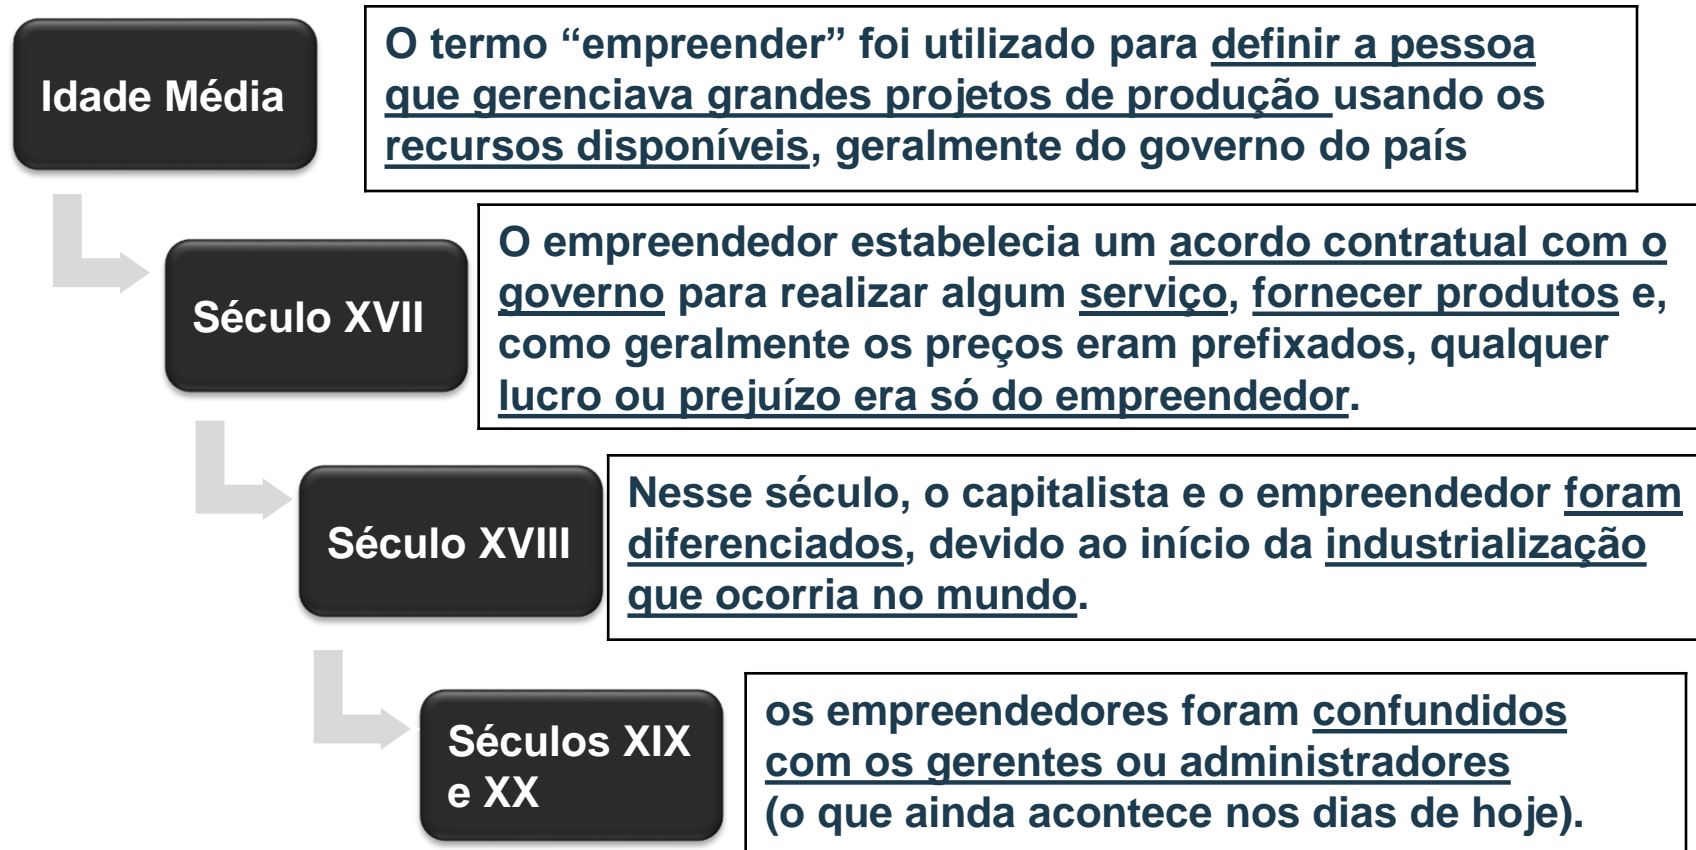 Idade Média
O termo “empreender” foi utilizado para definir a pessoa
que gerenciava grandes projetos de produção usando os
recursos disponíveis, geralmente do governo do país
Século XVII
O empreendedor estabelecia um acordo contratual com o
governo para realizar algum serviço, fornecer produtos e,
como geralmente os preços eram prefixados, qualquer
lucro ou prejuízo era só do empreendedor.
Século XVIII
Nesse século, o capitalista e o empreendedor foram
diferenciados, devido ao início da industrialização
que ocorria no mundo.
Séculos XIX
e XX
os empreendedores foram confundidos
com os gerentes ou administradores
(o que ainda acontece nos dias de hoje).